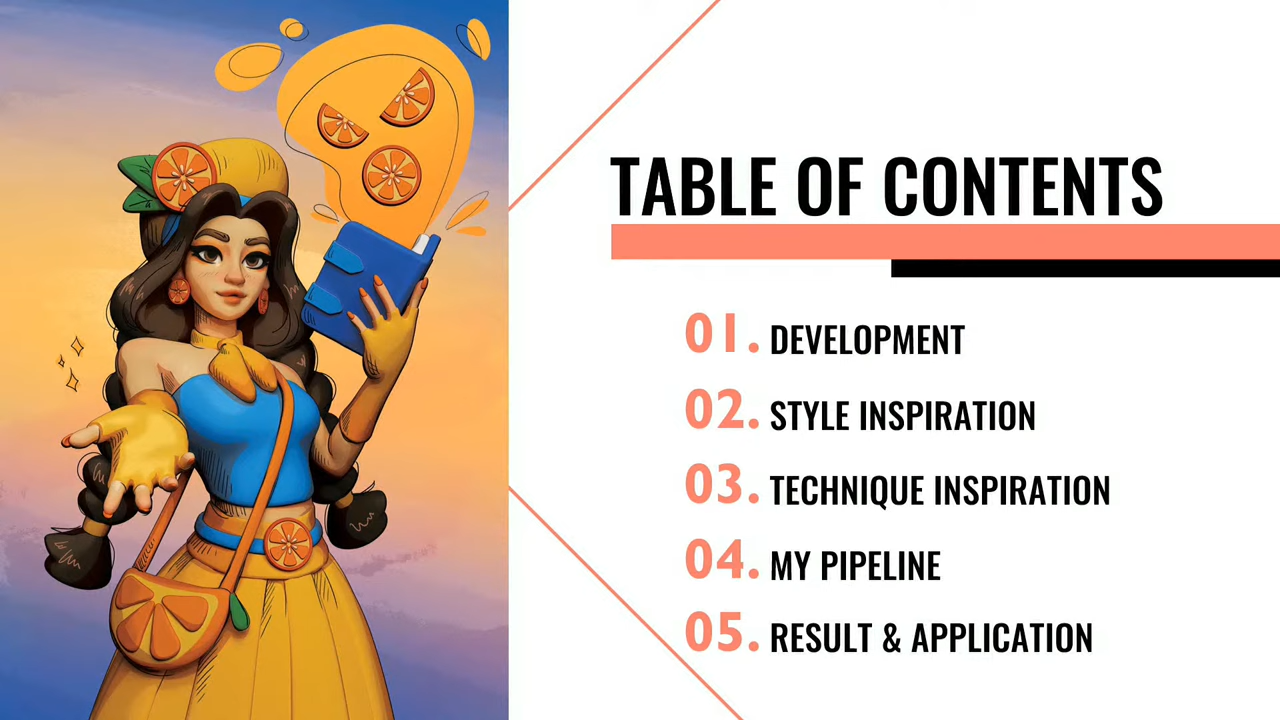 TABLE OF CONTENTS
01. DEVELOPMENT
02. STYLE INSPIRATION
03. TECHNIQUE INSPIRATION
04. MY PIPELINE
05. RESULT & APPLICATION